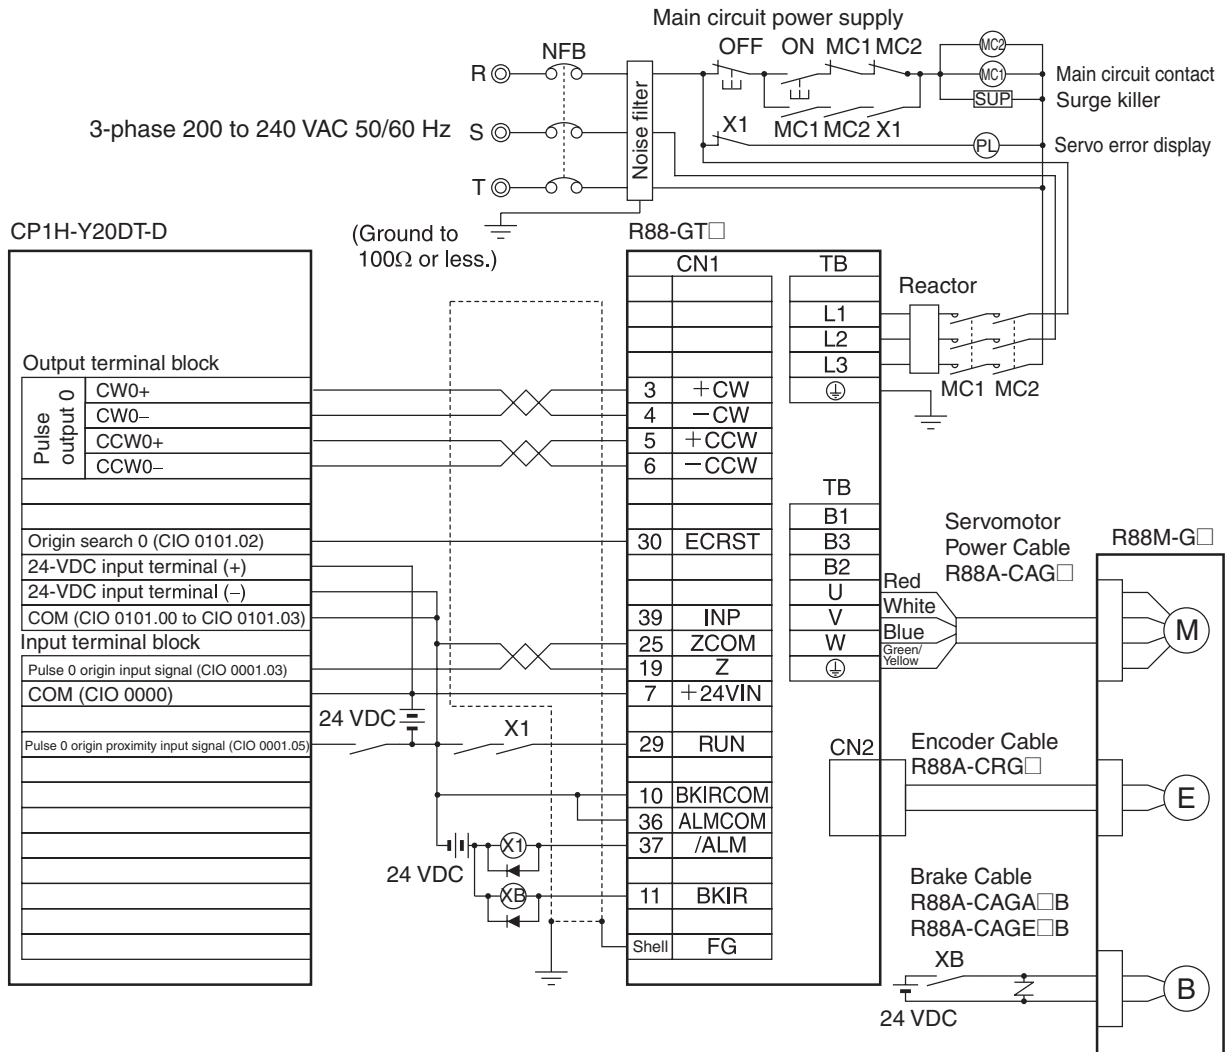 Main circuit power supply
OFF ON MC1 MC2
NFB
MC2
R
MC1
Main circuit contact
SUP
Surge killer
Noise filter
3-phase 200 to 240 VAC 50/60 Hz
S
X1
MC1 MC2 X1
PL
Servo error display
T
CP1H-Y20DT-D
(Ground to
100Ω or less.)
R88-GT□
CN1
TB
Reactor
L1
L2
L3
MC1 MC2
Output terminal block
Pulse
output 0
CW0+
3 +CW
CW0−
4 −CW
CCW0+
5 +CCW
CCW0−
6 −CCW
TB
B1
Servomotor
Power Cable
R88A-CAG□
R88M-G□
Origin search 0 (CIO 0101.02)
30 ECRST
B3
24-VDC input terminal (+)
B2
Red
24-VDC input terminal (−)
U
White
COM (CIO 0101.00 to CIO 0101.03)
39 INP
V
Blue
M
Input terminal block
25 ZCOM
W
Green/
Yellow
Pulse 0 origin input signal (CIO 0001.03)
19 Z
COM (CIO 0000)
7 +24VIN
24 VDC
X1
Pulse 0 origin proximity input signal (CIO 0001.05)
29 RUN
CN2
Encoder Cable
R88A-CRG□
E
10 BKIRCOM
36 ALMCOM
X1
37 /ALM
24 VDC
XB
11 BKIR
Brake Cable
R88A-CAGA□B
R88A-CAGE□B
Shell FG
XB
B
24 VDC